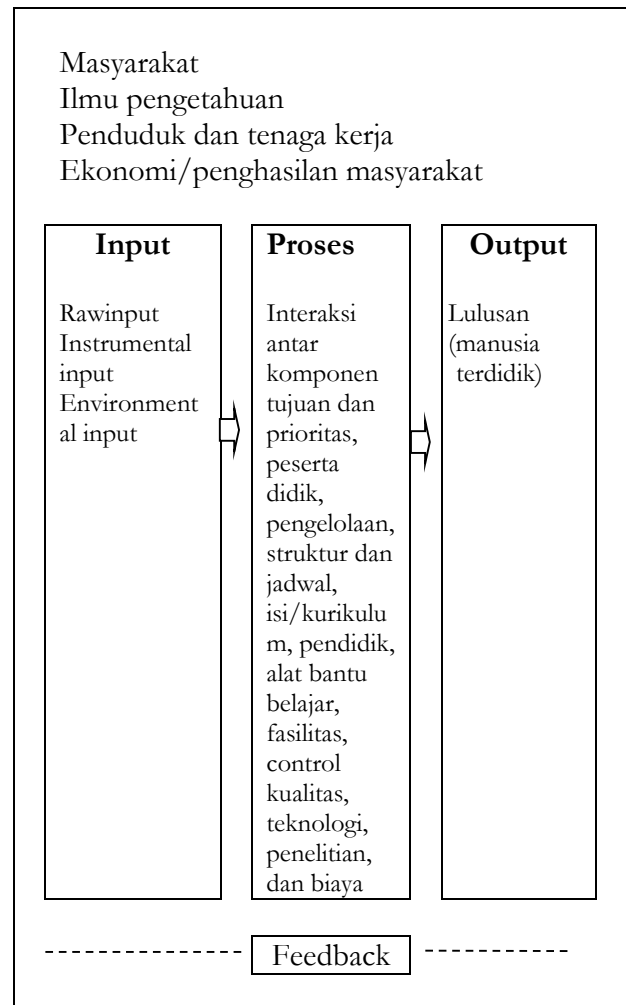 Masyarakat
Ilmu pengetahuan
Penduduk dan tenaga kerja
Ekonomi/penghasilan masyarakat
Input
Rawinput
Instrumental
input
Environment
al input
Proses
Interaksi
antar
komponen
tujuan dan
prioritas,
peserta
didik,
pengelolaan,
struktur dan
jadwal,
isi/kurikulu
m, pendidik,
alat bantu
belajar,
fasilitas,
control
kualitas,
teknologi,
penelitian,
dan biaya
Output
Lulusan
(manusia
terdidik)
Feedback